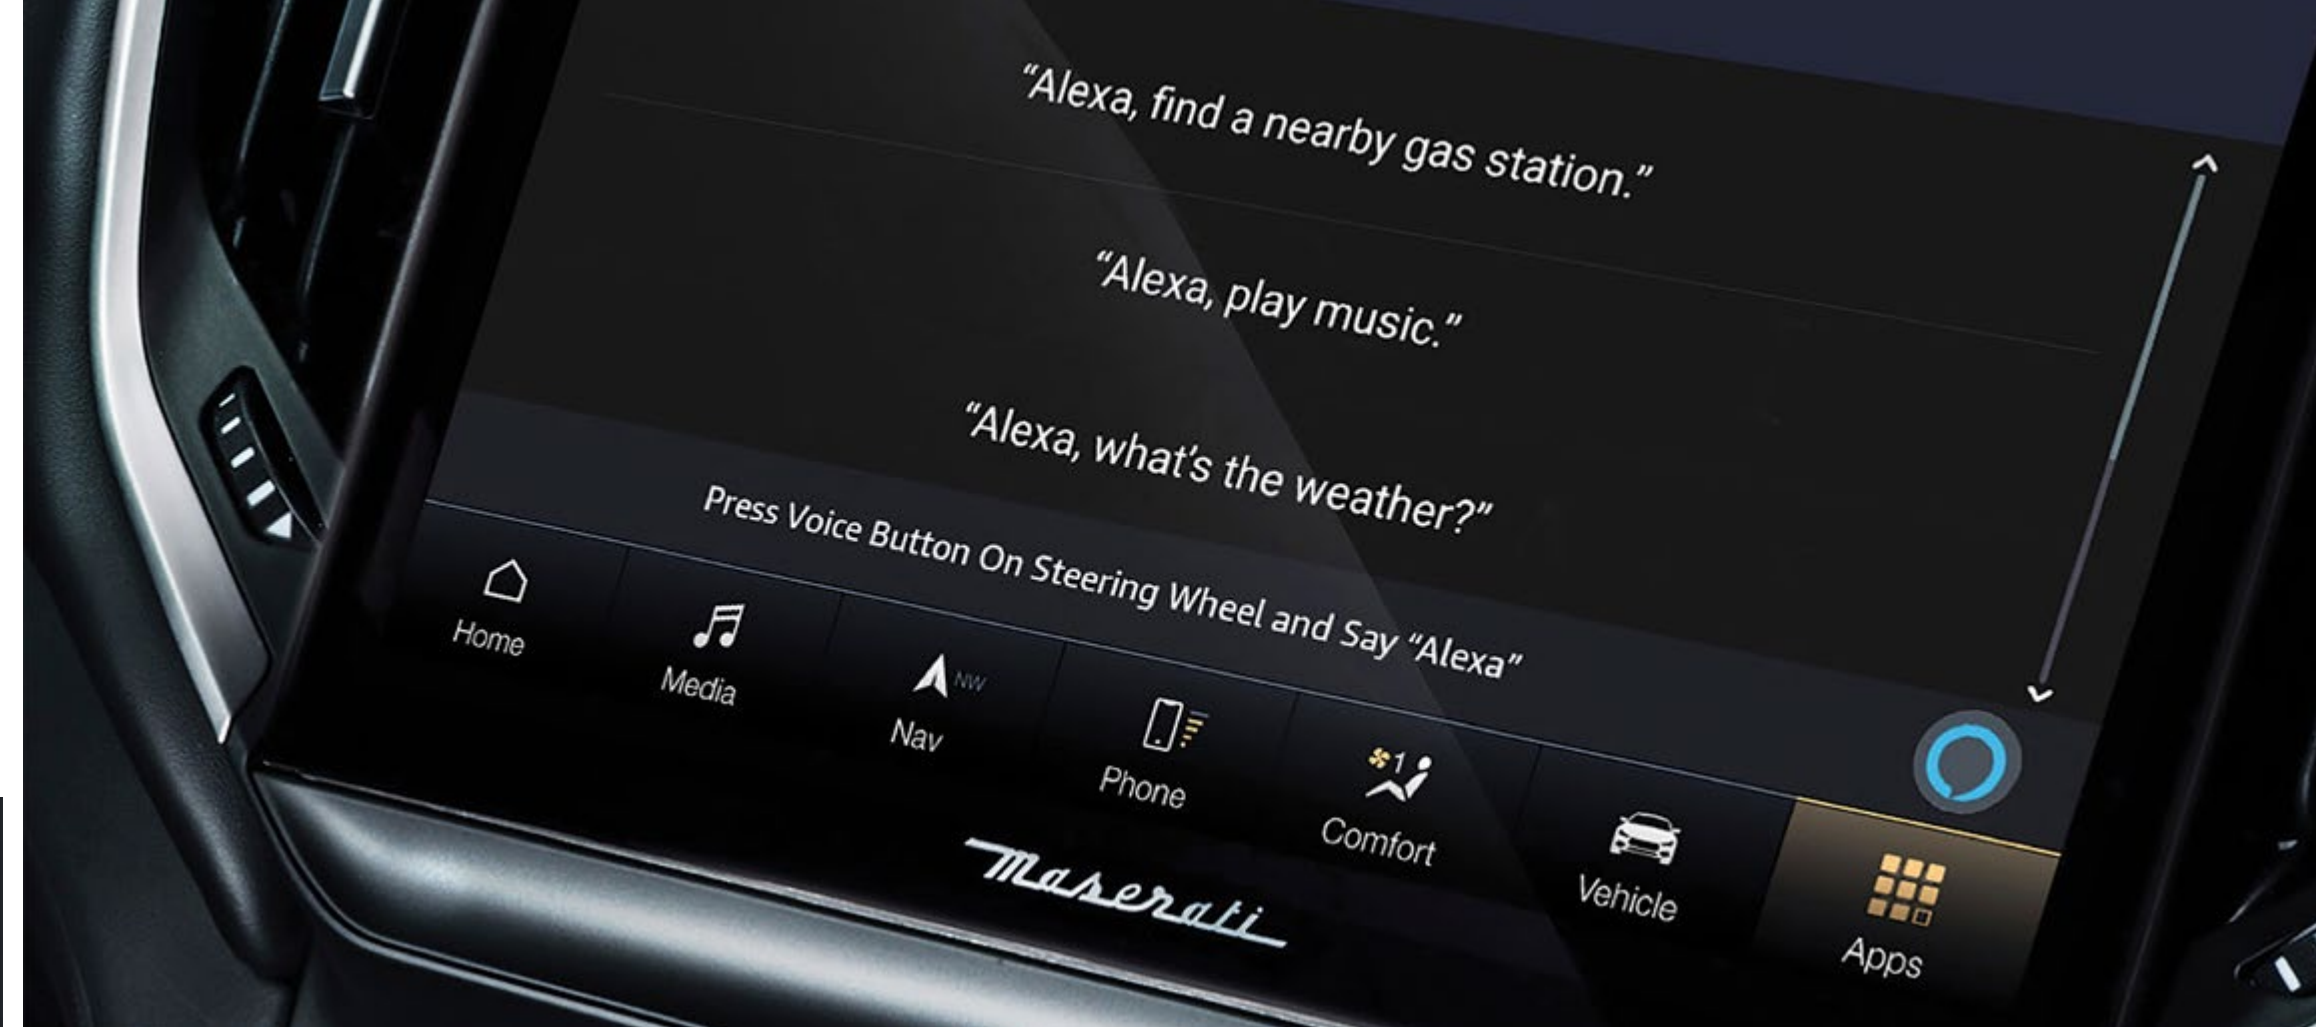 “Alexa, find a nearby gas station.”
“Alexa, play music.”
“Alexa, what's the weather?”
Press Voice Button On Steering Wheel and Say “Alexa”
Home
Media
NW
Nav
Phone
1
Comfort
Vehicle
Apps
Maserati